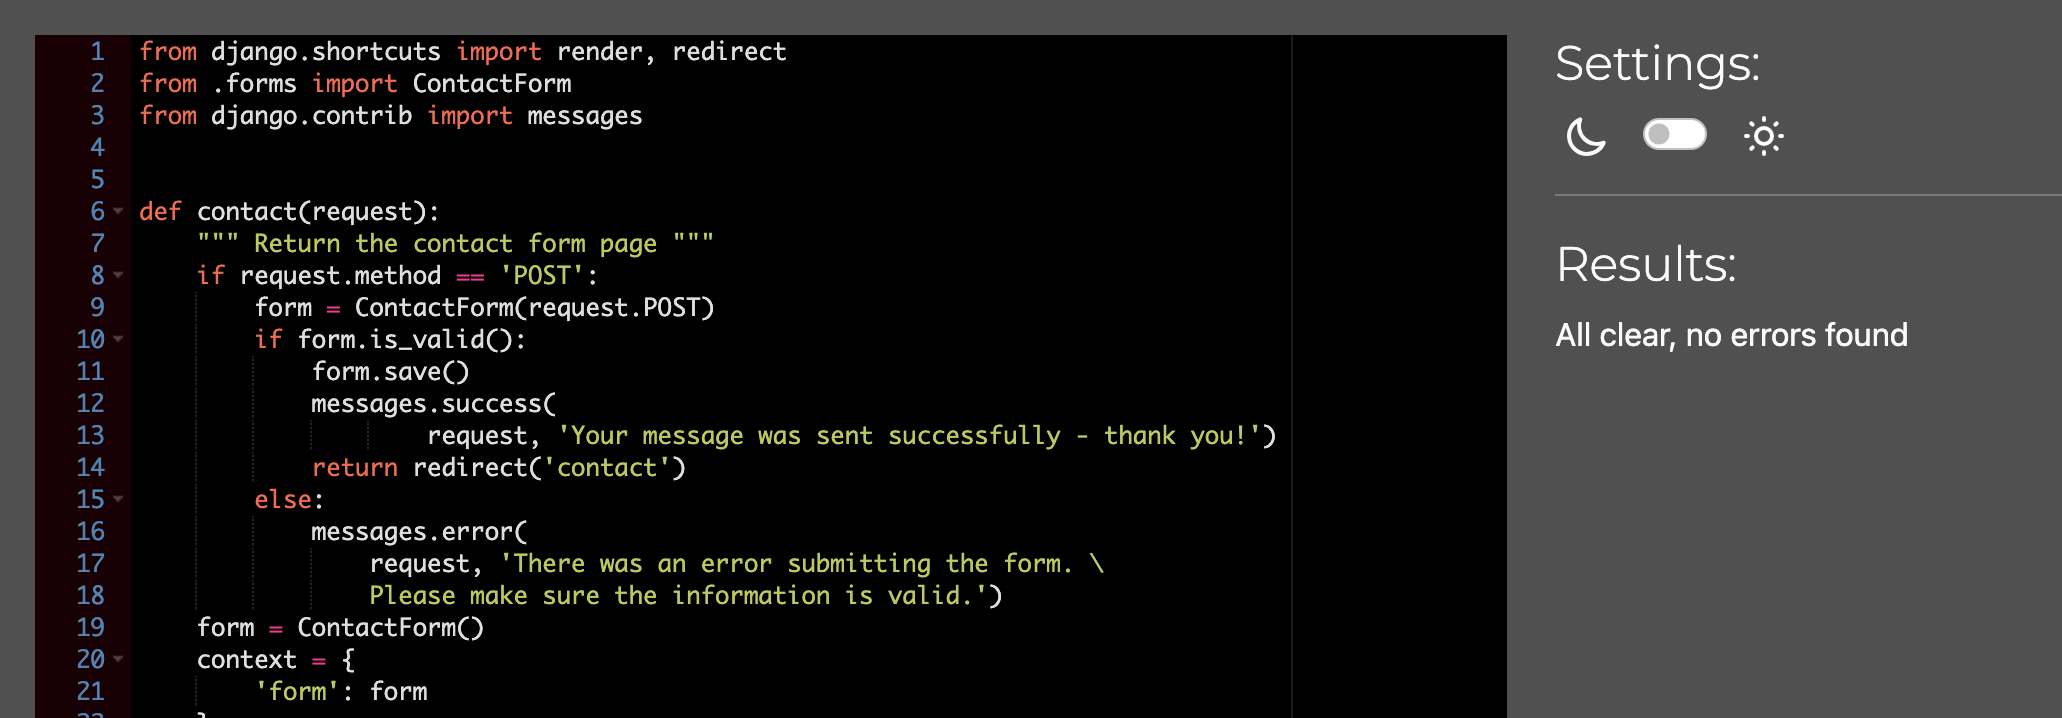 1 from django.shortcuts import render, redirect
2 from .forms import ContactForm
3 from django.contrib import messages
4
5
6 def contact(request):
7     """ Return the contact form page """
8     if request.method == 'POST':
9         form = ContactForm(request.POST)
10         if form.is_valid():
11             form.save()
12             messages.success(
13                     request, 'Your message was sent successfully - thank you!')
14             return redirect('contact')
15         else:
16             messages.error(
17                 request, 'There was an error submitting the form. \
18                 Please make sure the information is valid.')
19     form = ContactForm()
20     context = {
21         'form': form
Settings:
Results:
All clear, no errors found